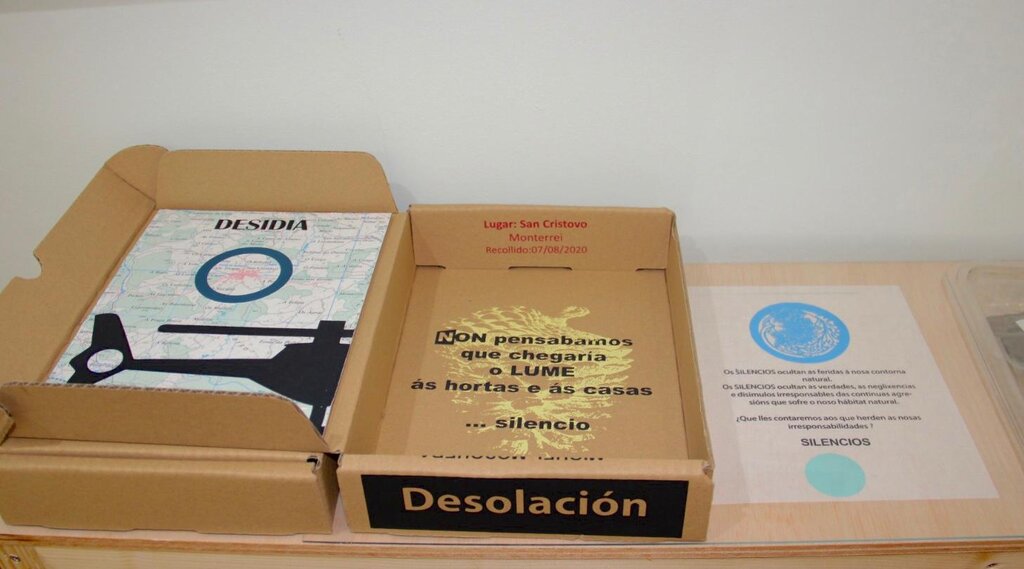 DESIDIA
Lugar: San Cristovo
Monterrei
Recollido:07/08/2020
NON pensabamos
que chegaría
o LUME
ás hortas e ás casas
... silencio
Desolación
Os SILENCIOS ocultan as feridas á nosa contorna
natural.
Os SILENCIOS ocultan as verdades, as neglixencias
e disimulos irresponsables das continuas agre-
sións que sofre o noso hábitat natural.
¿Que lles contaremos aos que herden as nosas
irresponsabilidades ?
SILENCIOS